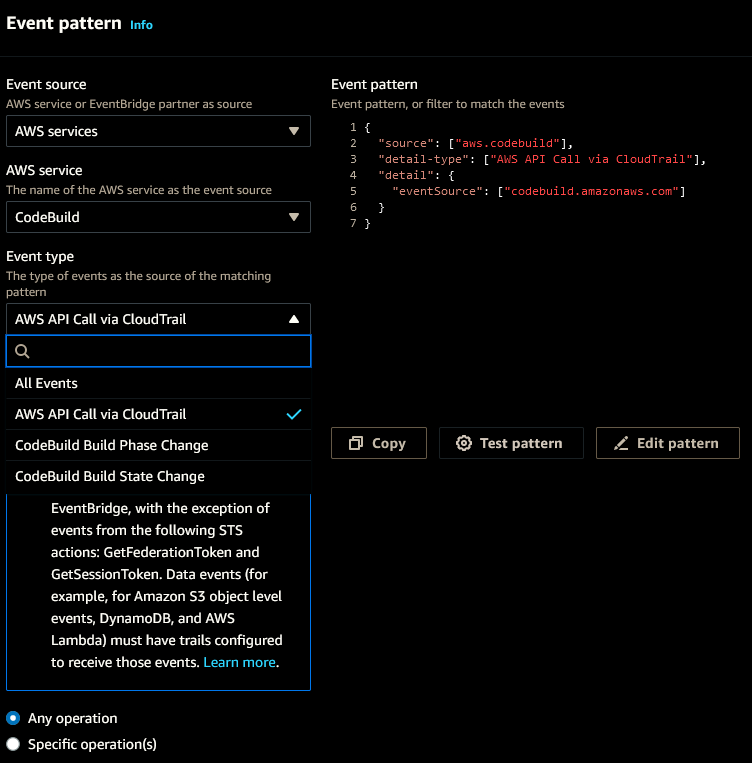 Event pattern Info
Event source
AWS service or EventBridge partner as source
AWS services
AWS service
The name of the AWS service as the event source
CodeBuild
Event type
The type of events as the source of the matching
pattern
AWS API Call via CloudTrail
All Events
AWS API Call via CloudTrail
CodeBuild Build Phase Change
CodeBuild Build State Change
EventBridge, with the exception of
events from the following STS
actions: GetFederationToken and
GetSessionToken. Data events (for
example, for Amazon S3 object level
events, DynamoDB, and AWS
Lambda) must have trails configured
to receive those events. Learn more.
Any operation
Specific operation(s)
Event pattern
Event pattern, or filter to match the events
1 {
2 "source": ["aws.codebuild"],
3 "detail-type": ["AWS API Call via CloudTrail"],
4 "detail": {
5 "eventSource": ["codebuild.amazonaws.com"]
6 }
7 }
Copy
Test pattern
Edit pattern